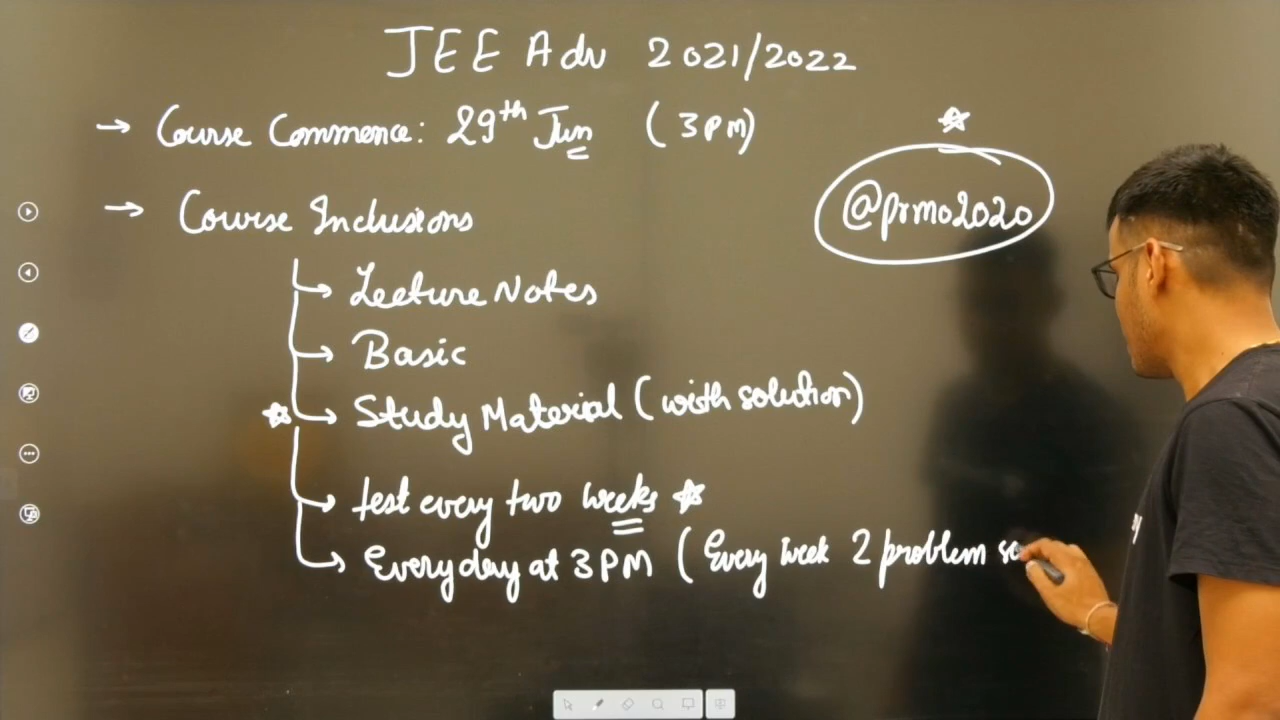 JEE Adv 2021/2022
→ Course Commence: 29th Jun (3PM)
@prmo2020
→ Course Inclusions
→ Lecture Notes
→ Basic
→ Study Material (with solution)
→ test every two weeks
→ Everyday at 3PM (Every week 2 problem